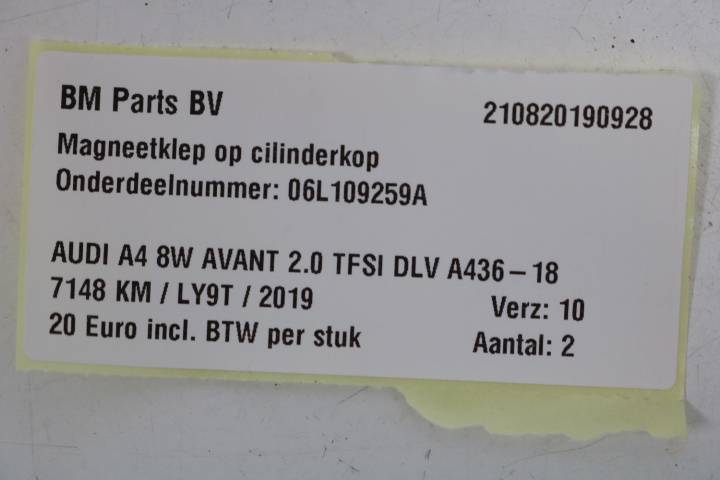 BM Parts BV 210820190928
Magneetklep op cilinderkop
Onderdeelnummer: 06L109259A
AUDI A4 8W AVANT 2.0 TFSI DLV A436-18
7148 KM / LY9T / 2019 Verz: 10
20 Euro incl. BTW per stuk Aantal: 2